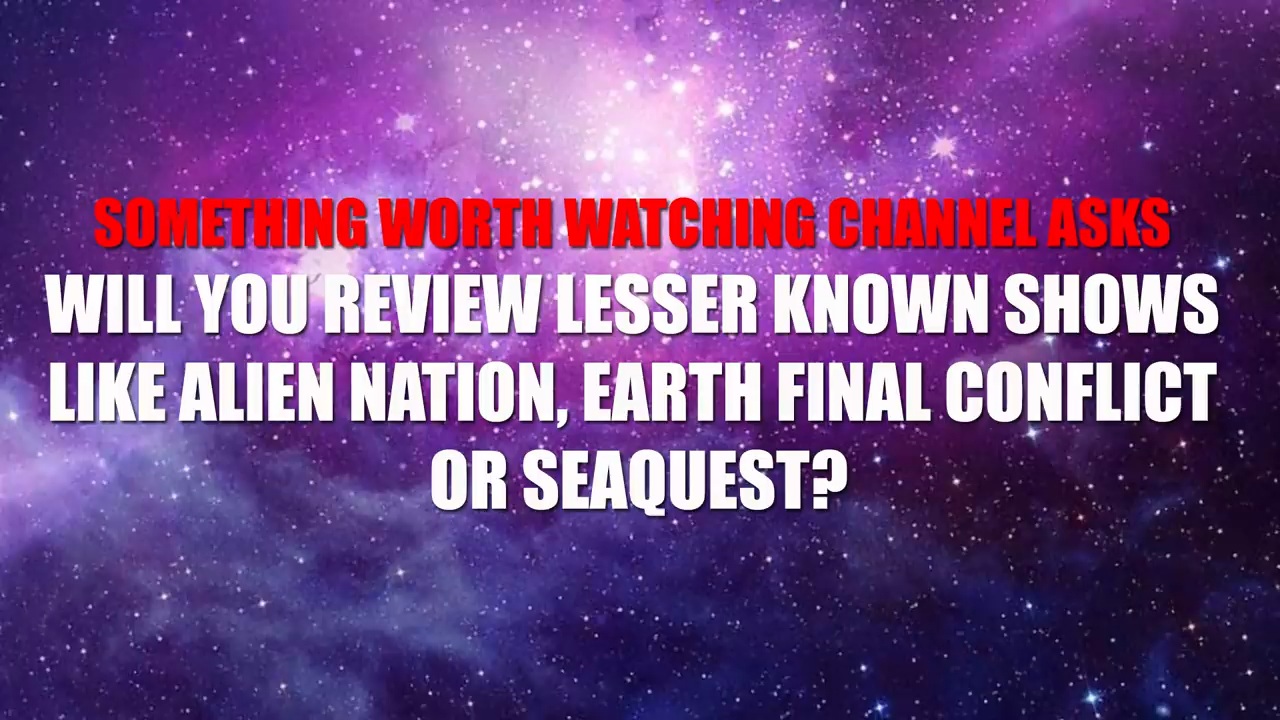 SOMETHING WORTH WATCHING CHANNEL ASKS
WILL YOU REVIEW LESSER KNOWN SHOWS
LIKE ALIEN NATION, EARTH FINAL CONFLICT
OR SEAQUEST?